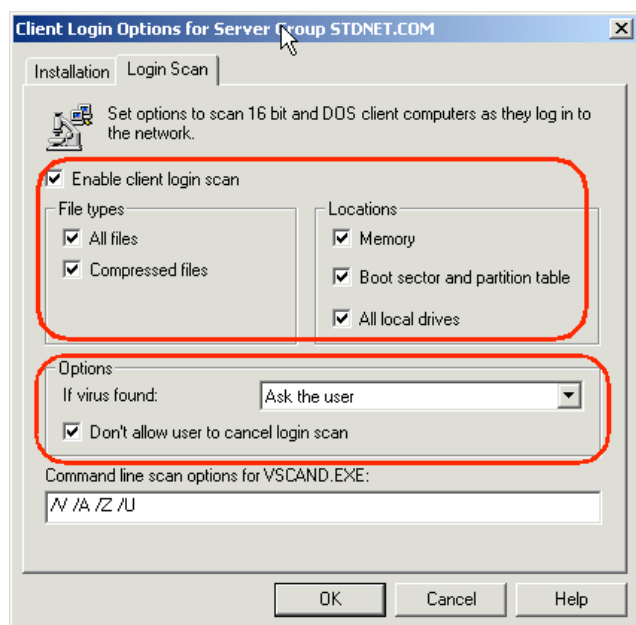 Client Login Options for Server Group STDNET.COM
Installation
Login Scan
Set options to scan 16 bit and DOS client computers as they log in to
the network.
Enable client login scan
File types
All files
Compressed files
Locations
Memory
Boot sector and partition table
All local drives
Options
If virus found:
Ask the user
Don't allow user to cancel login scan
Command line scan options for VSCAND.EXE:
/V /A /Z /U
OK
Cancel
Help